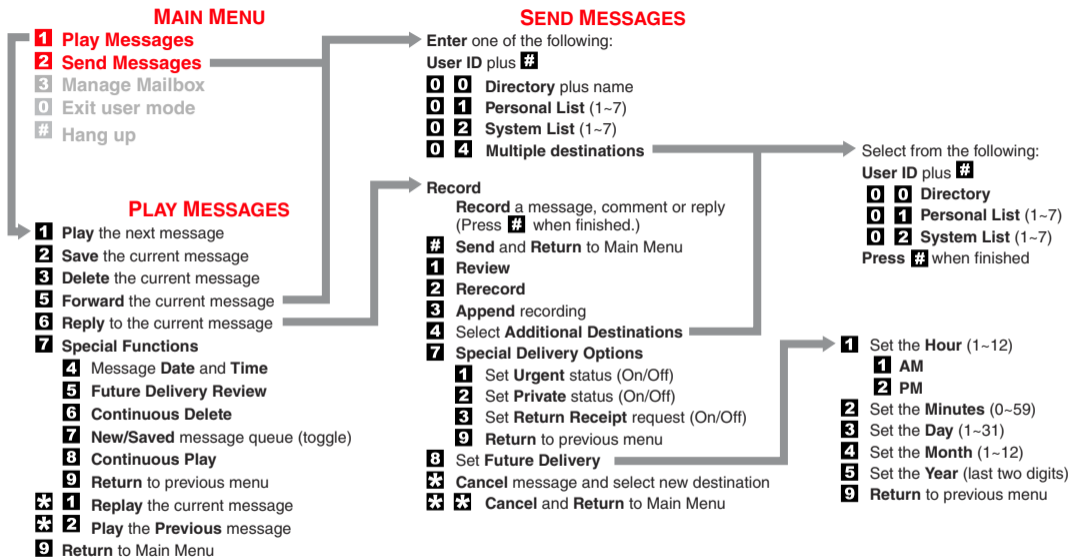 MAIN MENU
1 Play Messages
2 Send Messages
3 Manage Mailbox
0 Exit user mode
# Hang up
PLAY MESSAGES
1 Play the next message
2 Save the current message
3 Delete the current message
5 Forward the current message
6 Reply to the current message
7 Special Functions
4 Message Date and Time
5 Future Delivery Review
6 Continuous Delete
7 New/Saved message queue (toggle)
8 Continuous Play
9 Return to previous menu
* 1 Replay the current message
* 2 Play the Previous message
9 Return to Main Menu
SEND MESSAGES
Enter one of the following:
User ID plus #
0 0 Directory plus name
0 1 Personal List (1~7)
0 2 System List (1~7)
0 4 Multiple destinations
Record
Record a message, comment or reply
(Press # when finished.)
# Send and Return to Main Menu
1 Review
2 Rerecord
3 Append recording
4 Select Additional Destinations
7 Special Delivery Options
1 Set Urgent status (On/Off)
2 Set Private status (On/Off)
3 Set Return Receipt request (On/Off)
9 Return to previous menu
8 Set Future Delivery
* Cancel message and select new destination
* * Cancel and Return to Main Menu
Select from the following:
User ID plus #
0 0 Directory
0 1 Personal List (1~7)
0 2 System List (1~7)
Press # when finished
1 Set the Hour (1~12)
1 AM
2 PM
2 Set the Minutes (0~59)
3 Set the Day (1~31)
4 Set the Month (1~12)
5 Set the Year (last two digits)
9 Return to previous menu